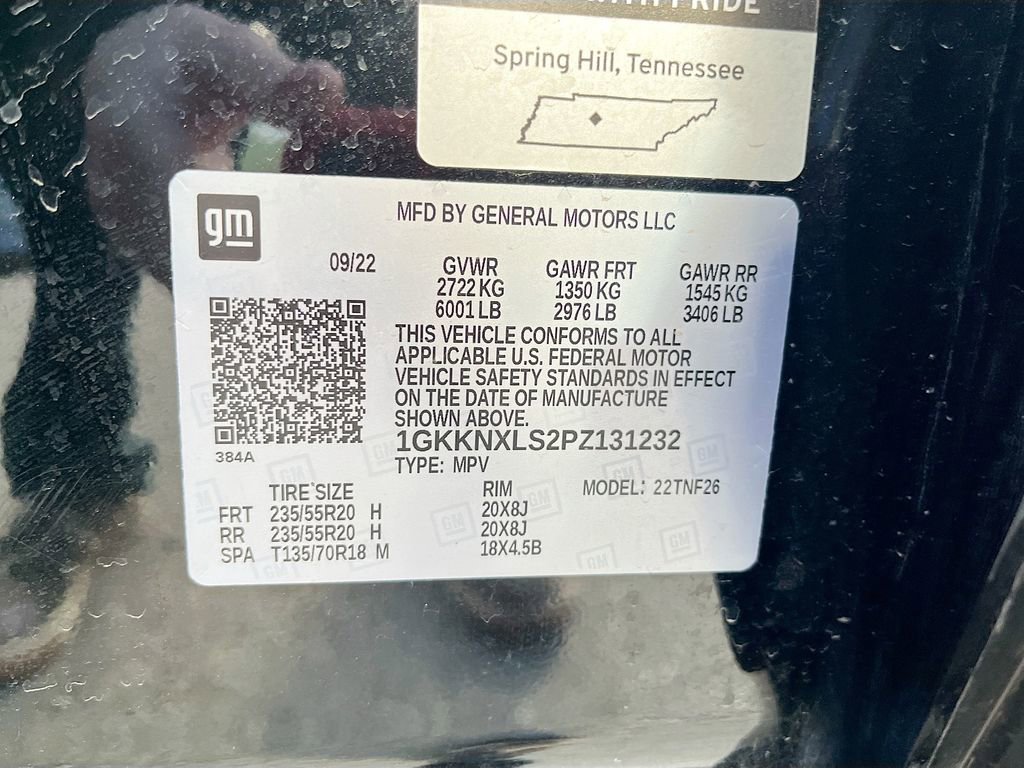 PRIDE
Spring Hill, Tennessee
gm
MFD BY GENERAL MOTORS LLC
09/22 GVWR GAWR FRT GAWR RR
2722 KG 1350 KG 1545 KG
6001 LB 2976 LB 3406 LB
THIS VEHICLE CONFORMS TO ALL
APPLICABLE U.S. FEDERAL MOTOR
VEHICLE SAFETY STANDARDS IN EFFECT
ON THE DATE OF MANUFACTURE
SHOWN ABOVE.
384A
1GKKNXLS2PZ131232
TYPE: MPV
TIRE SIZE RIM MODEL: 22TNF26
FRT 235/55R20 H 20X8J
RR 235/55R20 H 20X8J
SPA T135/70R18 M 18X4.5B